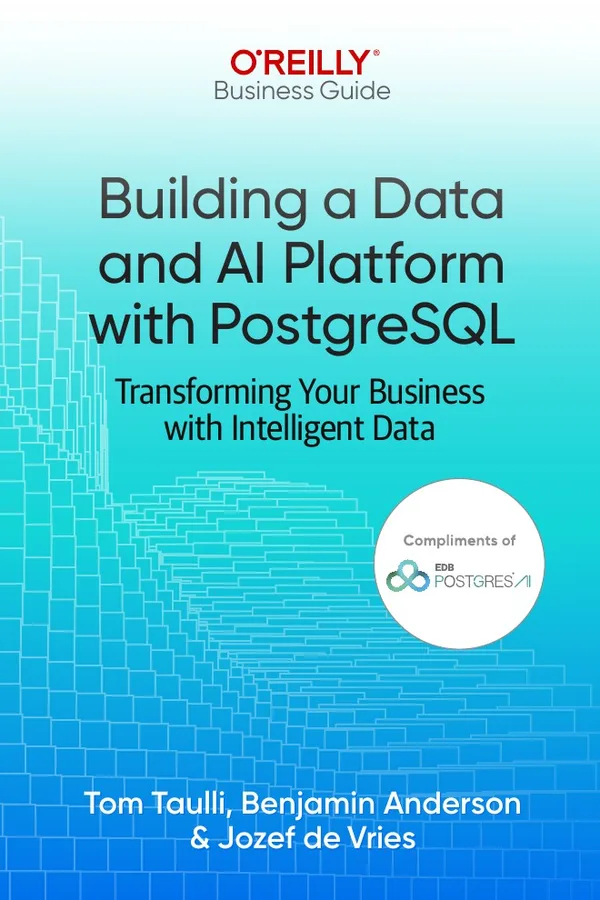 O'REILLY®
Business Guide
Building a Data
and AI Platform
with PostgreSQL
Transforming Your Business
with Intelligent Data
Compliments of
EDB
POSTGRES AI
Tom Taulli, Benjamin Anderson
& Jozef de Vries